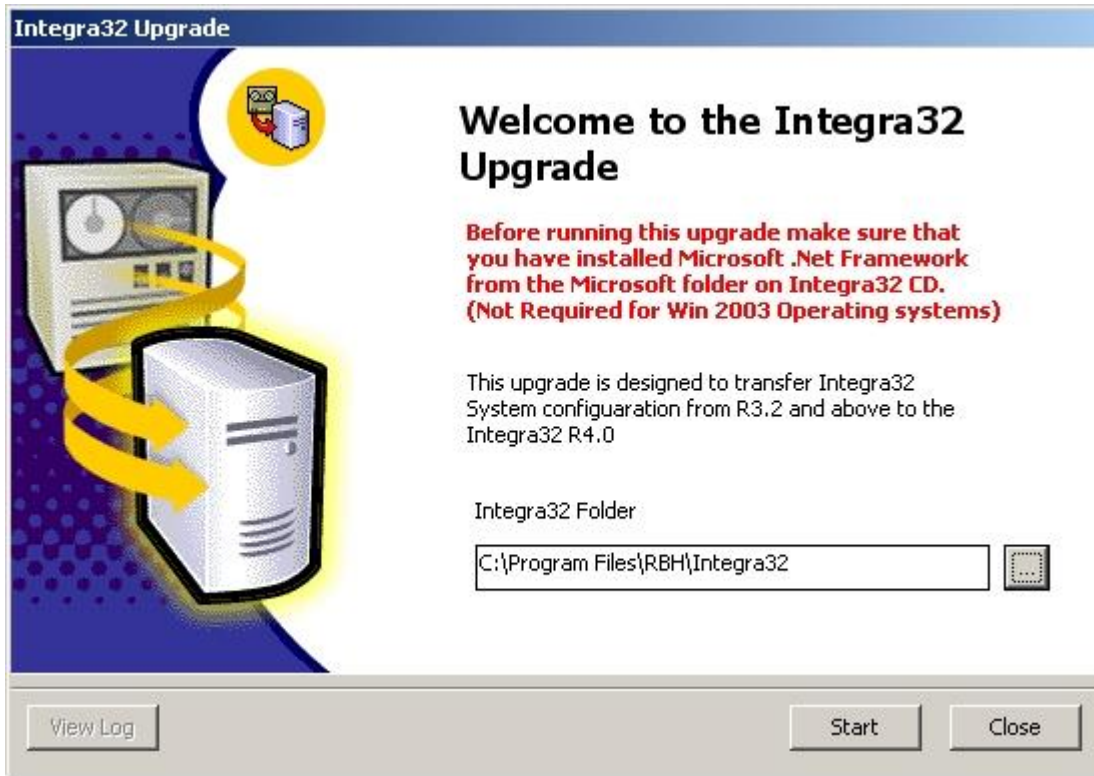 Integra32 Upgrade
Welcome to the Integra32
Upgrade
Before running this upgrade make sure that
you have installed Microsoft .Net Framework
from the Microsoft folder on Integra32 CD.
(Not Required for Win 2003 Operating systems)
This upgrade is designed to transfer Integra32
System configuaration from R3.2 and above to the
Integra32 R4.0
Integra32 Folder
C:\Program Files\RBH\Integra32
...
View Log
Start
Close